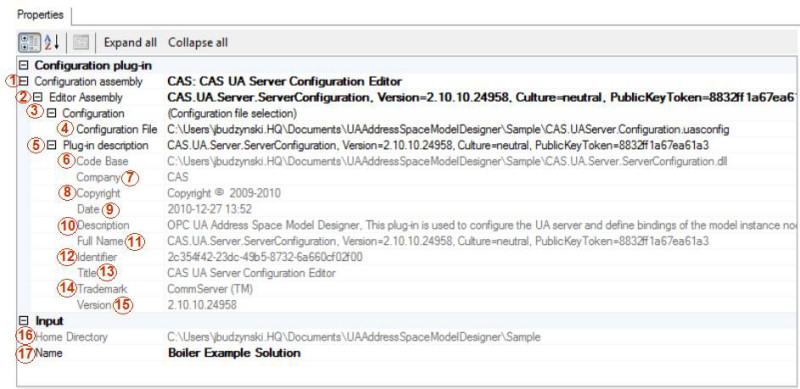 Properties
Expand all Collapse all
Configuration plug-in
1 Configuration assembly CAS: CAS UA Server Configuration Editor
2 Editor Assembly CAS.UA.Server.ServerConfiguration, Version=2.10.10.24958, Culture=neutral, PublicKeyToken=8832ff1a67ea61
3 Configuration (Configuration file selection)
4 Configuration File C:\Users\jbudzynski.HQ\Documents\UAAddressSpaceModelDesigner\Sample\CAS.UAServer.Configuration.uasconfig
5 Plug-in description CAS.UA.Server.ServerConfiguration, Version=2.10.10.24958, Culture=neutral, PublicKeyToken=8832ff1a67ea61a3
6 Code Base C:\Users\jbudzynski.HQ\Documents\UAAddressSpaceModelDesigner\Sample\CAS.UA.Server.ServerConfiguration.dll
Company 7 CAS
8 Copyright Copyright © 2009-2010
Date 9 2010-12-27 13:52
10 Description OPC UA Address Space Model Designer, This plug-in is used to configure the UA server and define bindings of the model instance no
Full Name 11 CAS.UA.Server.ServerConfiguration, Version=2.10.10.24958, Culture=neutral, PublicKeyToken=8832ff1a67ea61a3
12 Identifier 2c354f42-23dc-49b5-8732-6a660cf02f00
Title 13 CAS UA Server Configuration Editor
14 Trademark CommServer (TM)
Version 15 2.10.10.24958
Input
16 Home Directory C:\Users\jbudzynski.HQ\Documents\UAAddressSpaceModelDesigner\Sample
17 Name Boiler Example Solution